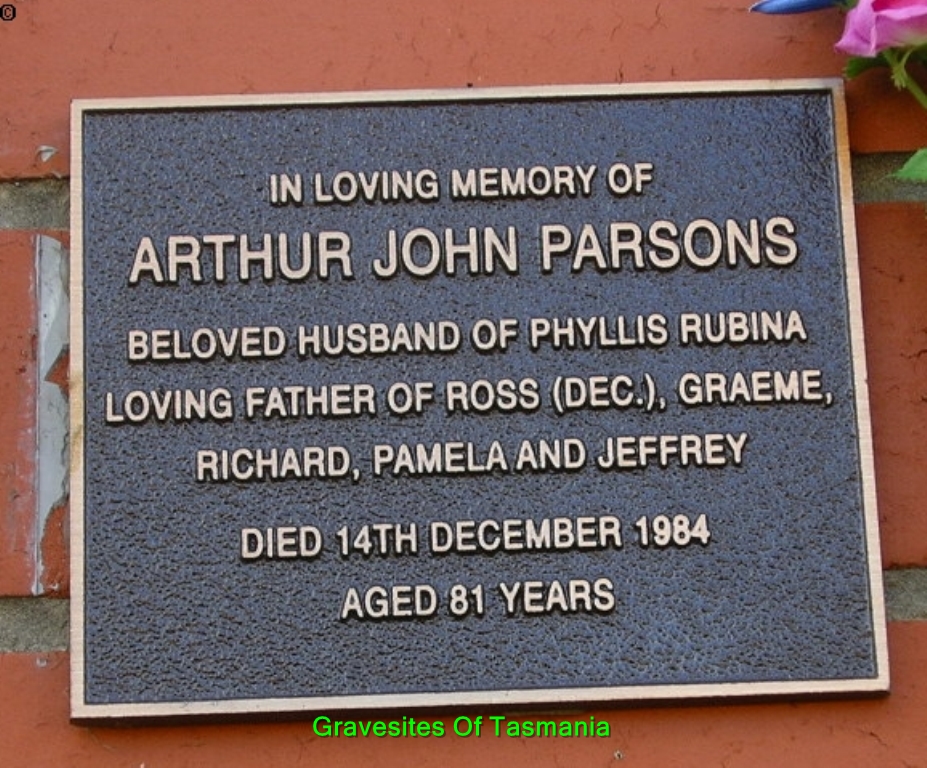 ©
IN LOVING MEMORY OF
ARTHUR JOHN PARSONS
BELOVED HUSBAND OF PHYLLIS RUBINA
LOVING FATHER OF ROSS (DEC.), GRAEME,
RICHARD, PAMELA AND JEFFREY
DIED 14TH DECEMBER 1984
AGED 81 YEARS
Gravesites Of Tasmania